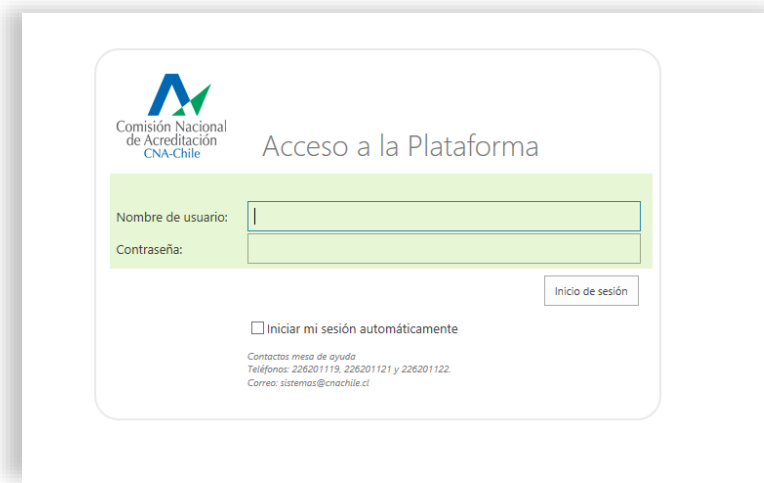 Comisión Nacional
de Acreditación
CNA-Chile
Acceso a la Plataforma
Nombre de usuario:
Contraseña:
Inicio de sesión
Iniciar mi sesión automáticamente
Contactos mesa de ayuda
Teléfonos: 226201119, 226201121 y 226201122.
Correo: sistemas@cnachile.cl